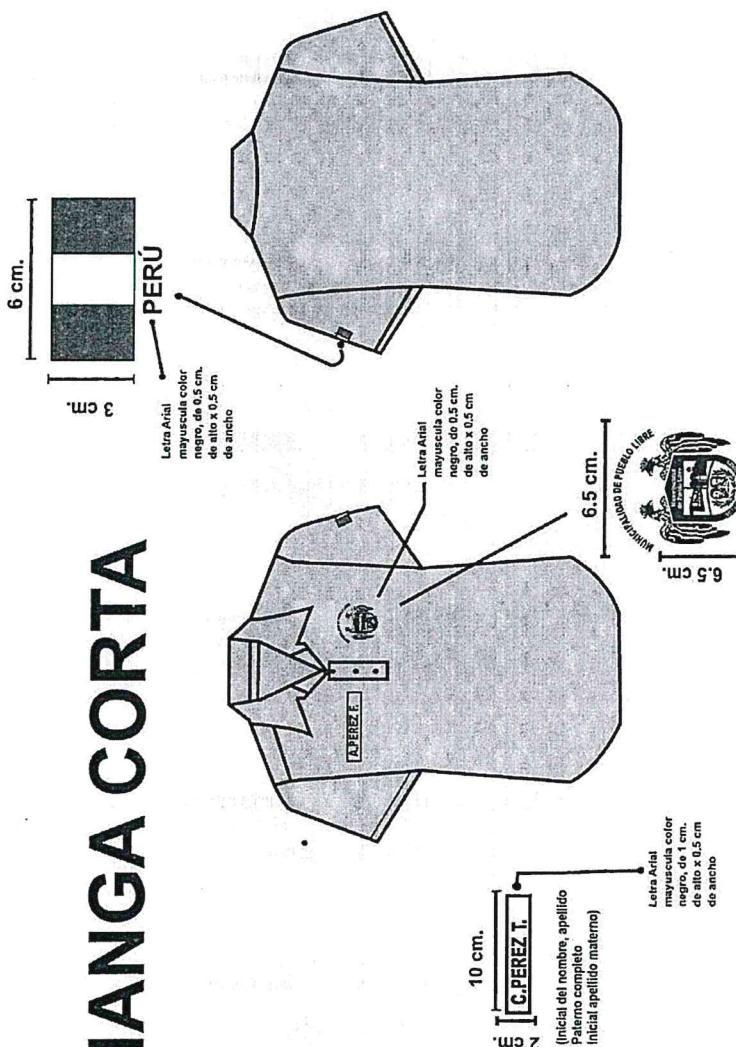 MANGA CORTA
6 cm.
3 cm.
PERÚ
Letra Arial
mayuscula color
negro, de 0,5 cm.
de alto x 0,5 cm
de ancho
Letra Arial
mayuscula color
negro, de 0,5 cm.
de alto x 0,5 cm
de ancho
A.PEREZ F.
6.5 cm.
6.5 cm.
MUNICIPALIDAD DE PUEBLO LIBRE
10 cm.
2 cm.
C.PEREZ T.
(Inicial del nombre, apellido
Paterno completo
Inicial apellido materno)
Letra Arial
mayuscula color
negro, de 1 cm.
de alto x 0,5 cm
de ancho